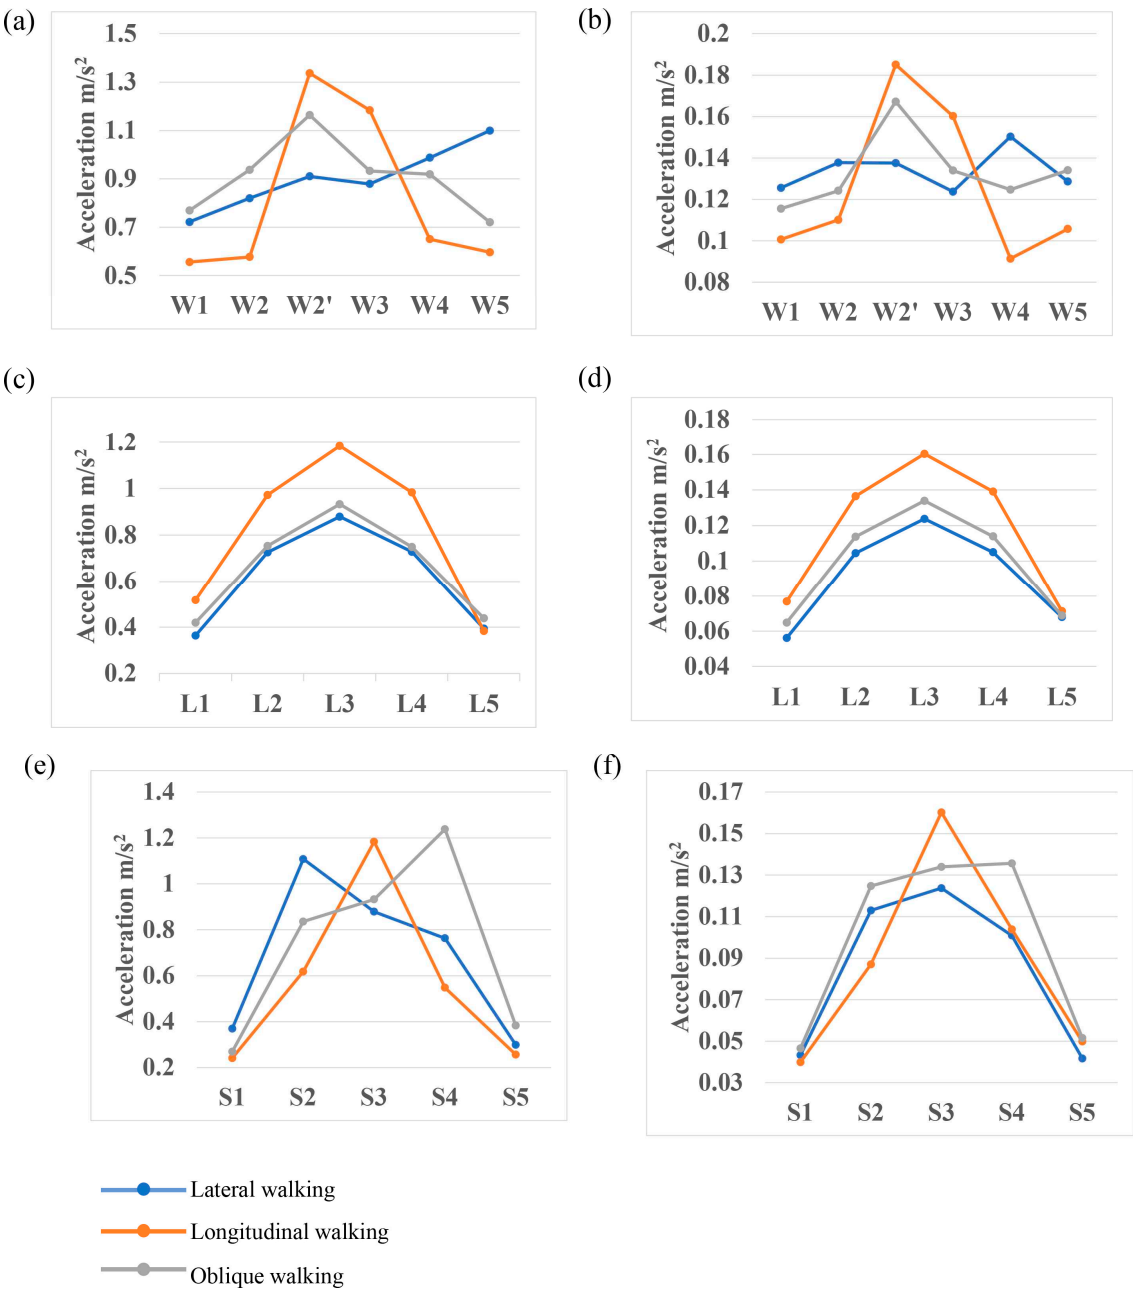 (a)
Acceleration m/s²
1.5
1.3
1.1
0.9
0.7
0.5
W1 W2 W2' W3 W4 W5
(b)
Acceleration m/s²
0.2
0.18
0.16
0.14
0.12
0.1
0.08
W1 W2 W2' W3 W4 W5
(c)
Acceleration m/s²
1.2
1
0.8
0.6
0.4
0.2
L1 L2 L3 L4 L5
(d)
Acceleration m/s²
0.18
0.16
0.14
0.12
0.1
0.08
0.06
0.04
L1 L2 L3 L4 L5
(e)
Acceleration m/s²
1.4
1.2
1
0.8
0.6
0.4
0.2
S1 S2 S3 S4 S5
(f)
Acceleration m/s²
0.17
0.15
0.13
0.11
0.09
0.07
0.05
0.03
S1 S2 S3 S4 S5
Lateral walking
Longitudinal walking
Oblique walking